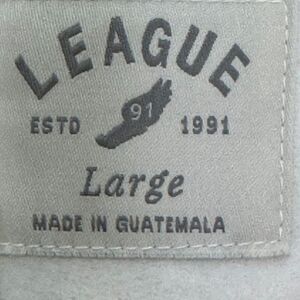 LEAGUE
91
ESTD 1991
Large
MADE IN GUATEMALA